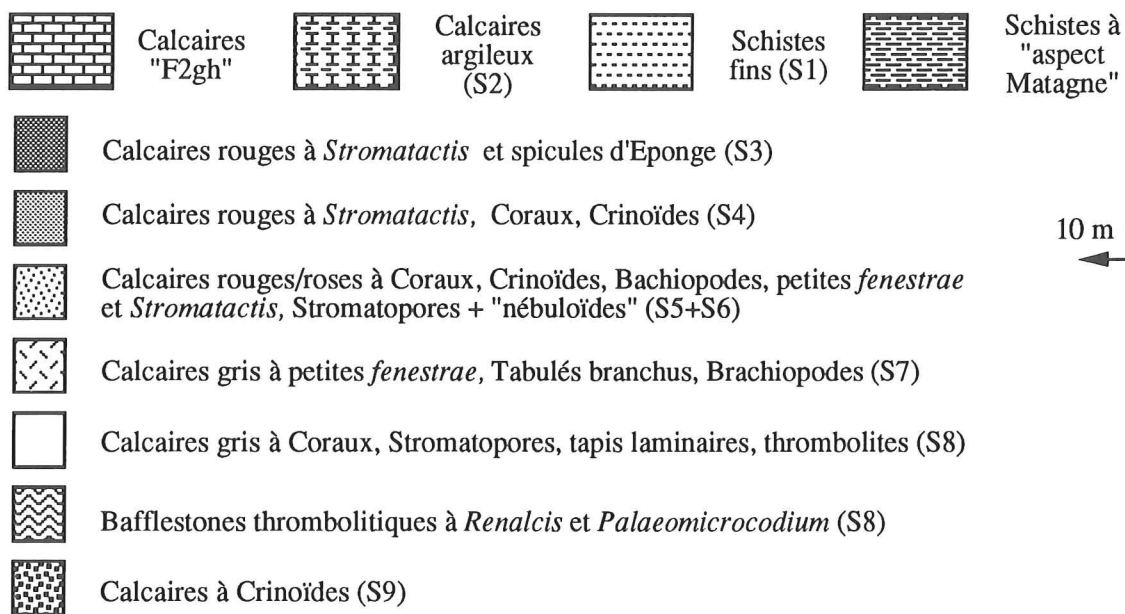 Calcaires
"F2gh"
Calcaires
argileux
(S2)
Schistes
fins (S1)
Schistes à
"aspect
Matagne"
Calcaires rouges à Stromatactis et spicules d'Eponge (S3)
Calcaires rouges à Stromatactis, Coraux, Crinoïdes (S4)
10 m
Calcaires rouges/roses à Coraux, Crinoïdes, Bachiopodes, petites fenestrae
et Stromatactis, Stromatopores + "nébuloïdes" (S5+S6)
Calcaires gris à petites fenestrae, Tabulés branchus, Brachiopodes (S7)
Calcaires gris à Coraux, Stromatopores, tapis laminaires, thrombolites (S8)
Bafflestones thrombolitiques à Renalcis et Palaeomicrocodium (S8)
Calcaires à Crinoïdes (S9)